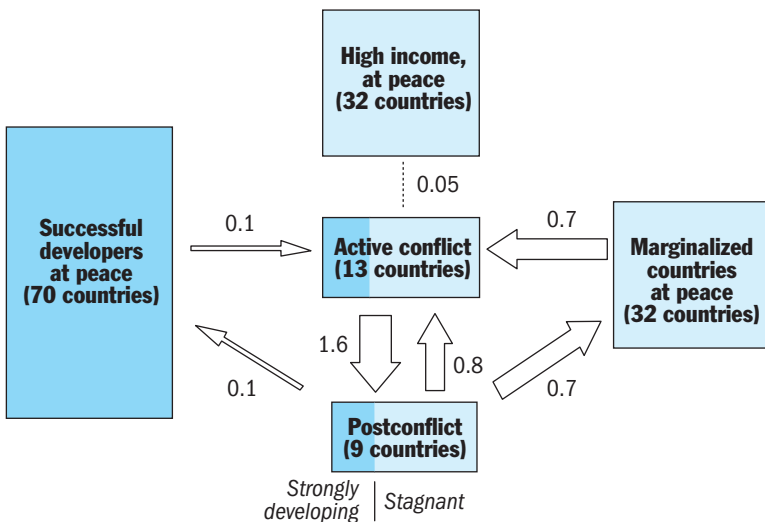 High income,
at peace
(32 countries)
0.05
Successful
developers
at peace
(70 countries)
0.1
Active conflict
(13 countries)
0.7
Marginalized
countries
at peace
(32 countries)
1.6
0.8
0.1
0.7
Postconflict
(9 countries)
Strongly
developing
Stagnant